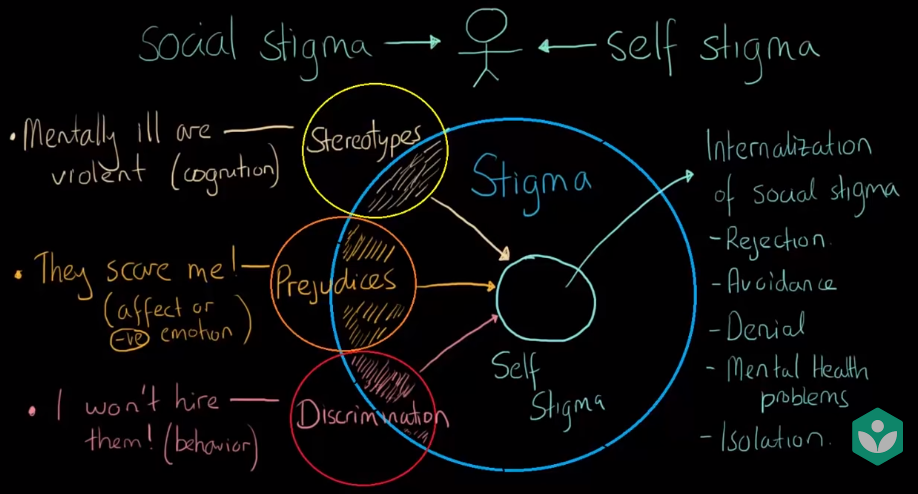 social stigma
self stigma
• Mentally ill are
violent (cognition)
Stereotypes
Stigma
• They scare me!
(affect or
-ve emotion)
Prejudices
• I won't hire
them! (behavior)
Discrimination
Self
Stigma
Internalization
of social stigma
- Rejection.
- Avoidance
- Denial
- Mental Health
problems
- Isolation.